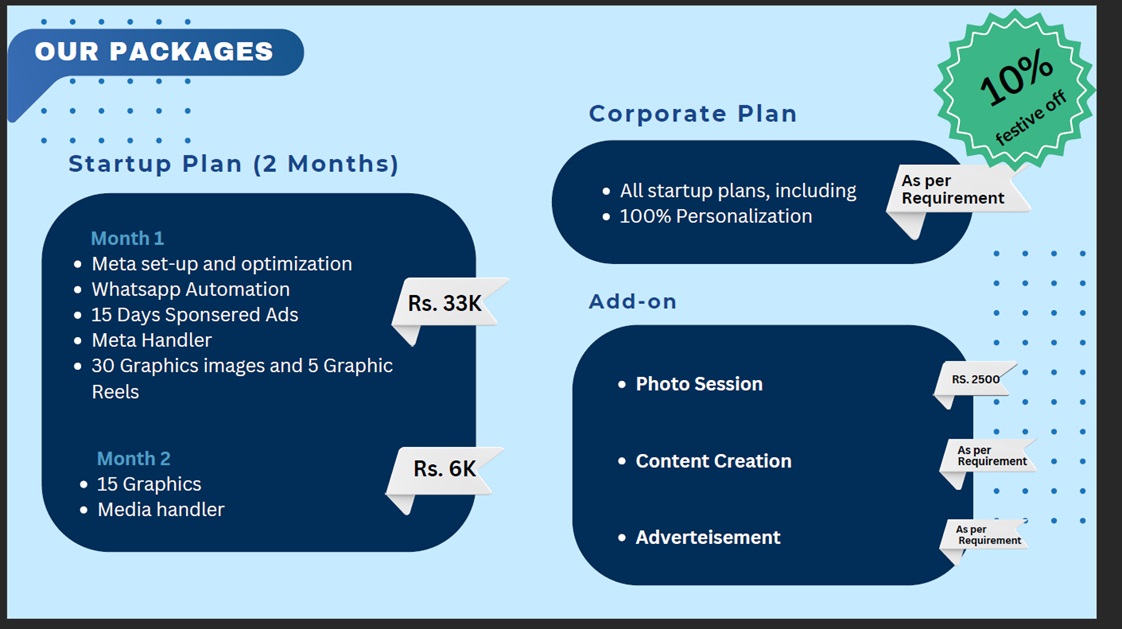 OUR PACKAGES
10%
festive off
Startup Plan (2 Months)
Month 1
Meta set-up and optimization
Whatsapp Automation
15 Days Sponsered Ads
Meta Handler
30 Graphics images and 5 Graphic
Reels
Rs. 33K
Month 2
15 Graphics
Media handler
Rs. 6K
Corporate Plan
All startup plans, including
100% Personalization
As per
Requirement
Add-on
Photo Session
RS. 2500
Content Creation
As per
Requirement
Adverteisement
As per
Requirement